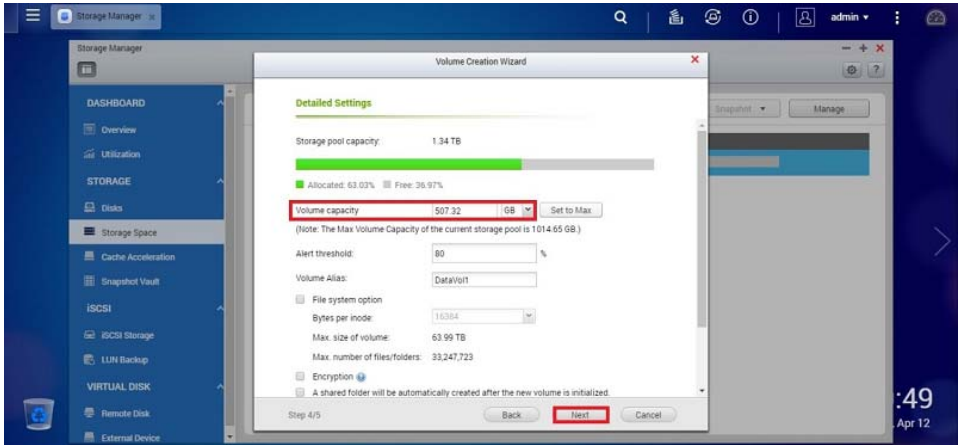 Storage Manager
admin
Storage Manager
Volume Creation Wizard
DASHBOARD
Overview
Utilization
STORAGE
Disks
Storage Space
Cache Acceleration
Snapshot Vault
iSCSI
iSCSI Storage
LUN Backup
VIRTUAL DISK
Remote Disk
External Device
Snapshot
Manage
?
Detailed Settings
Storage pool capacity: 1.34 TB
Allocated: 63.03% Free: 36.97%
Volume capacity 507.32 GB Set to Max
(Note: The Max Volume Capacity of the current storage pool is 1014.65 GB.)
Alert threshold: 80 %
Volume Alias: DataVol1
File system option
Bytes per inode: 16384
Max. size of volume: 63.99 TB
Max. number of files/folders: 33,247,723
Encryption
A shared folder will be automatically created after the new volume is initialized.
Step 4/5 Back Next Cancel
:49
Apr 12